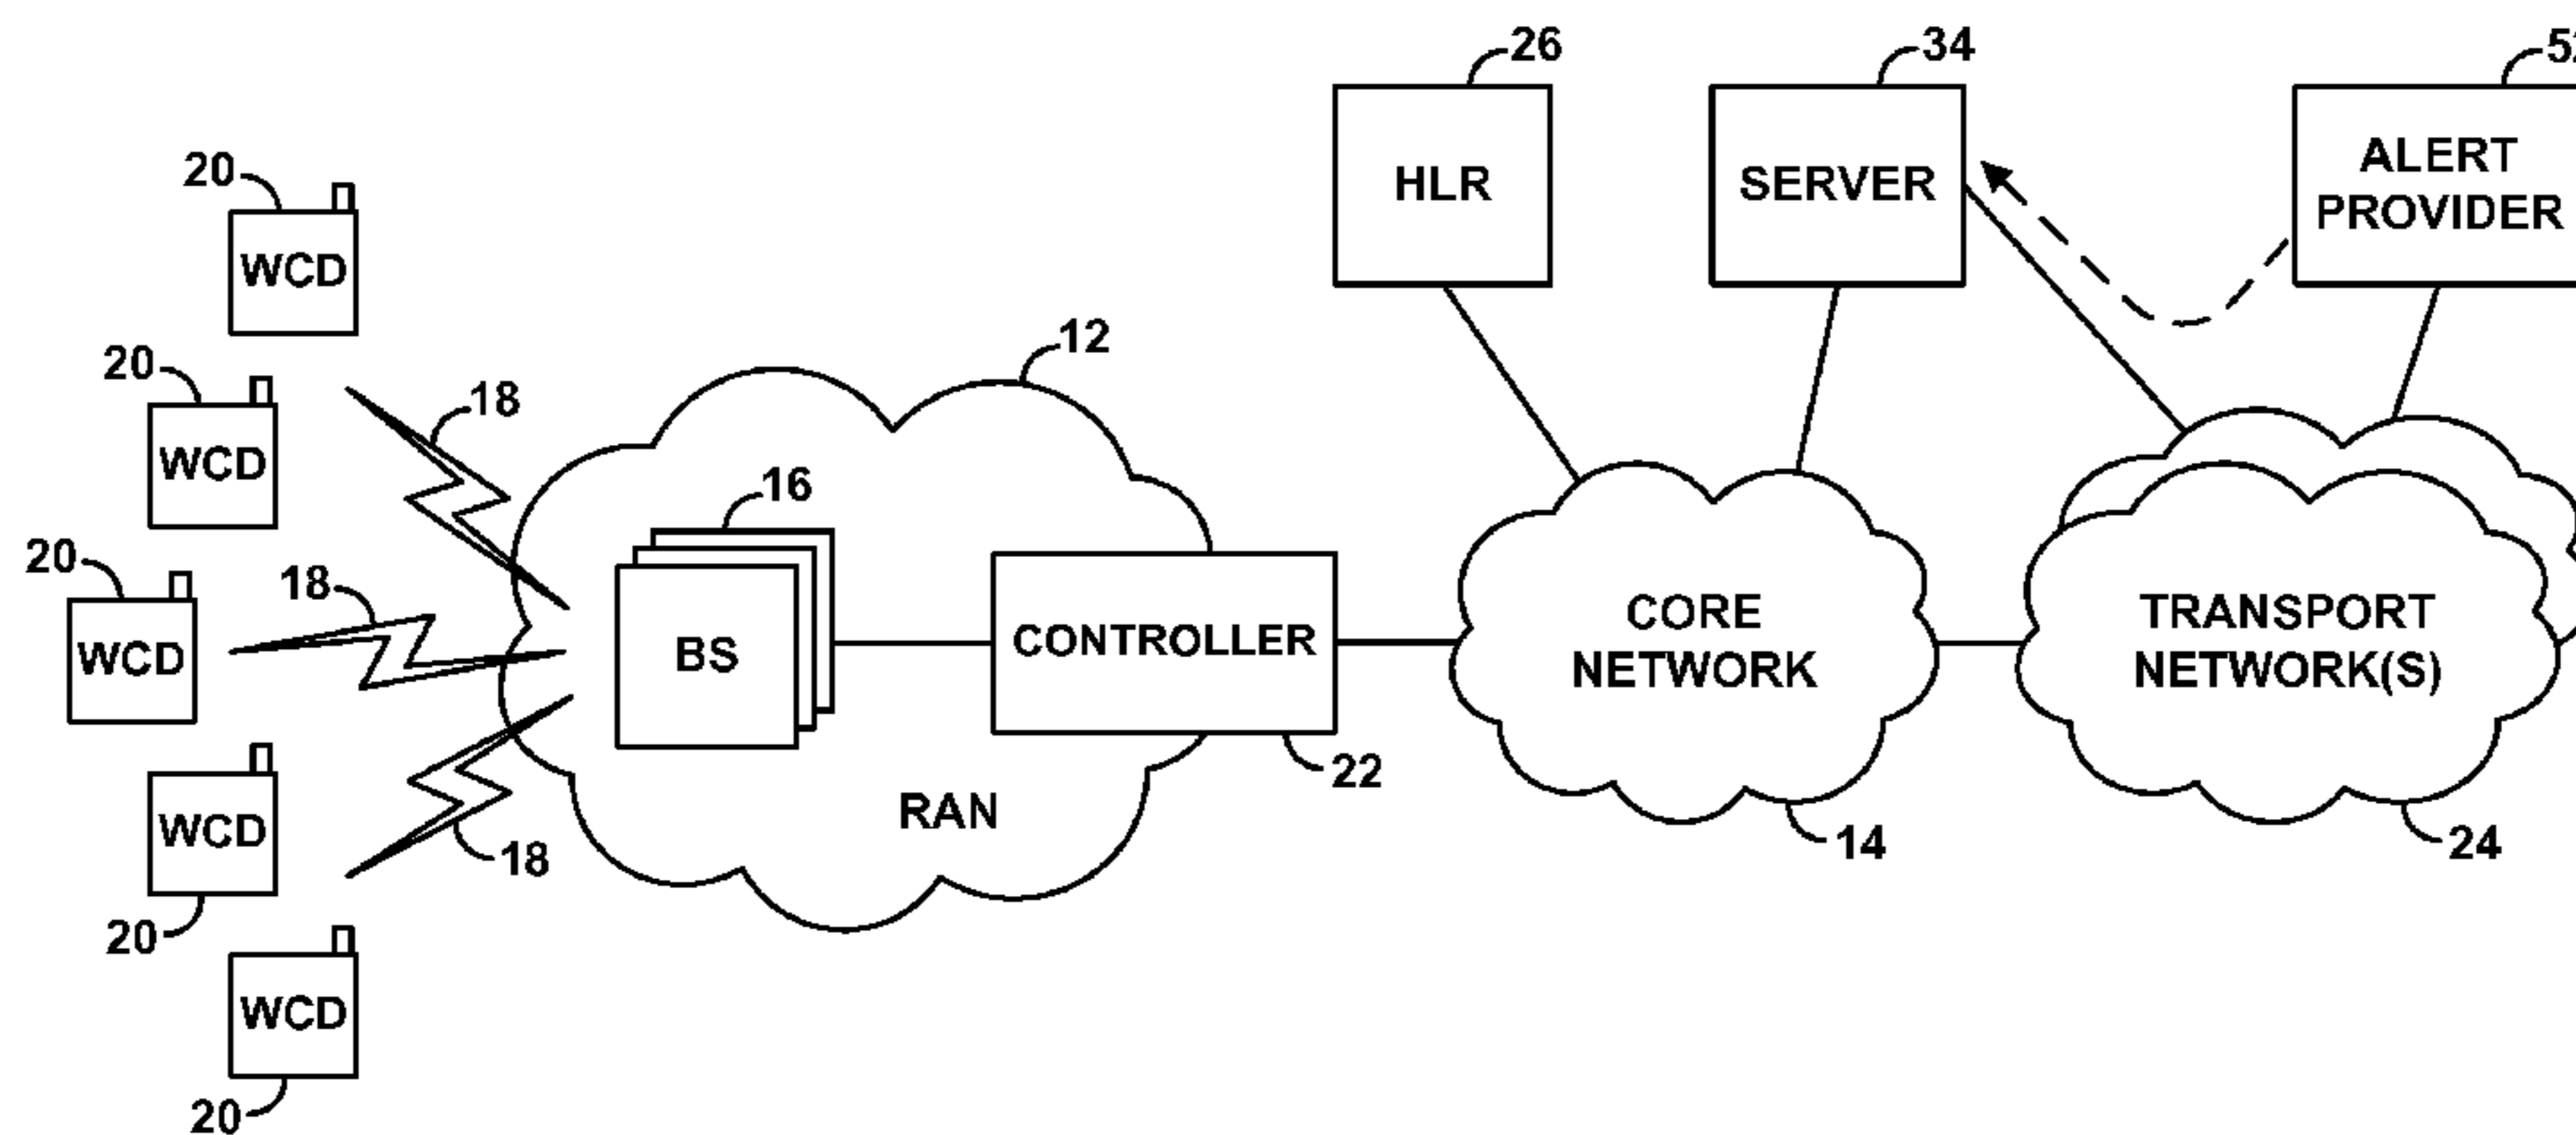 26
34
HLR
SERVER
ALERT
PROVIDER
20
WCD
12
20
WCD
18
16
20
WCD
18
BS
CONTROLLER
CORE
NETWORK
TRANSPORT
NETWORK(S)
22
RAN
14
24
WCD
20
18
WCD
20